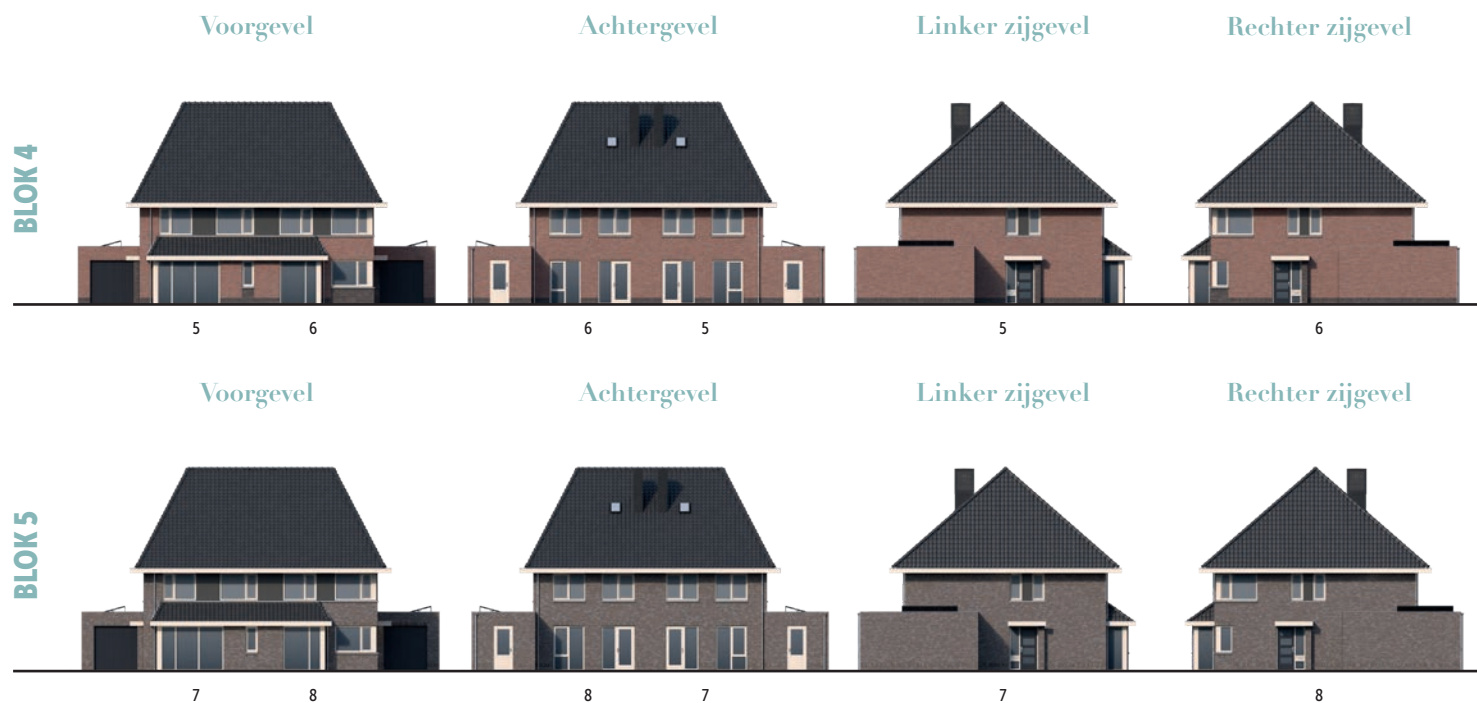 Voorgevel Achtergevel Linker zijgevel Rechter zijgevel
BLOK 4
5 6 6 5 5 6
Voorgevel Achtergevel Linker zijgevel Rechter zijgevel
BLOK 5
7 8 8 7 7 8